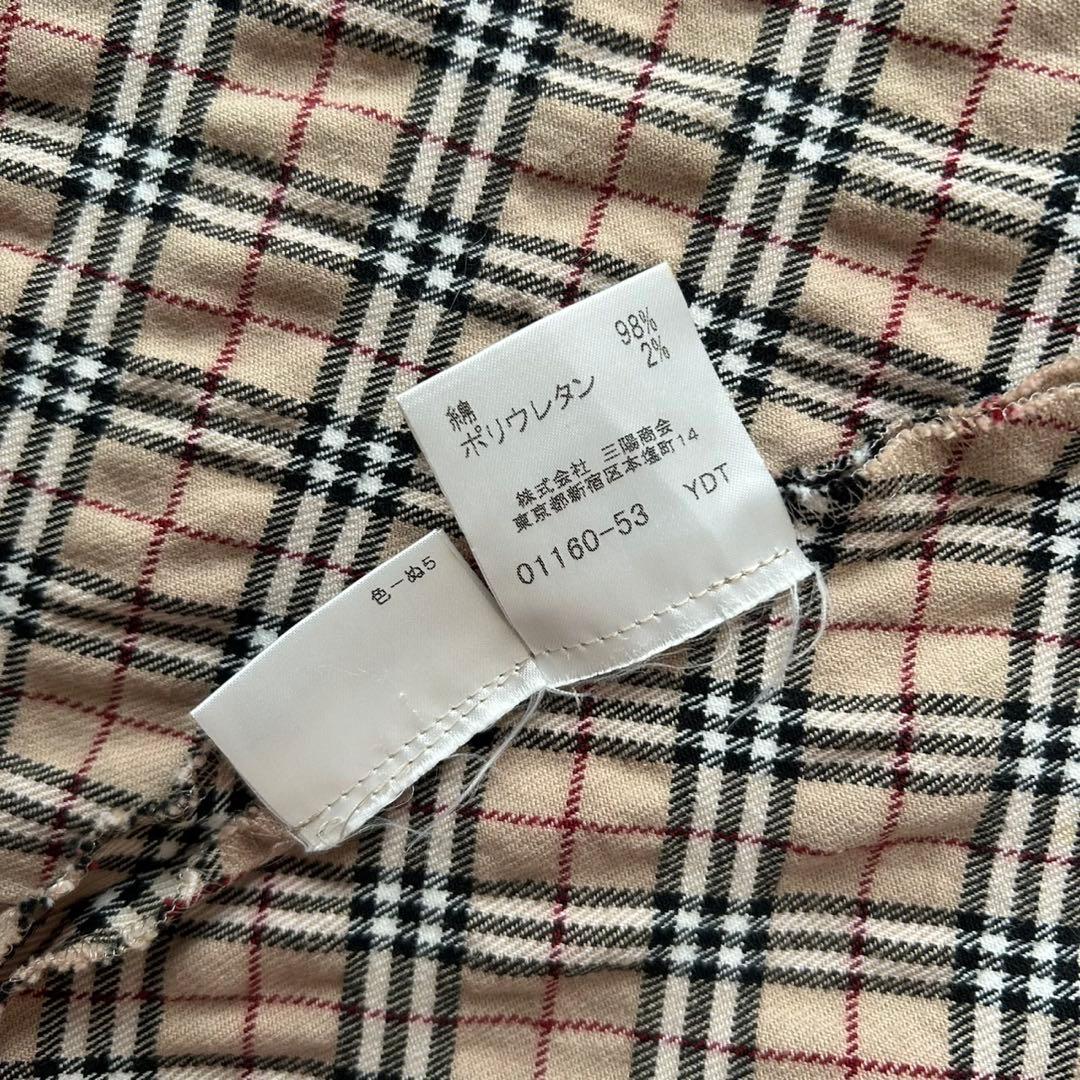 綿 98%
ポリウレタン 2%
株式会社 三陽商会
東京都新宿区本塩町14
01160-53 YDT
色-ぬ5